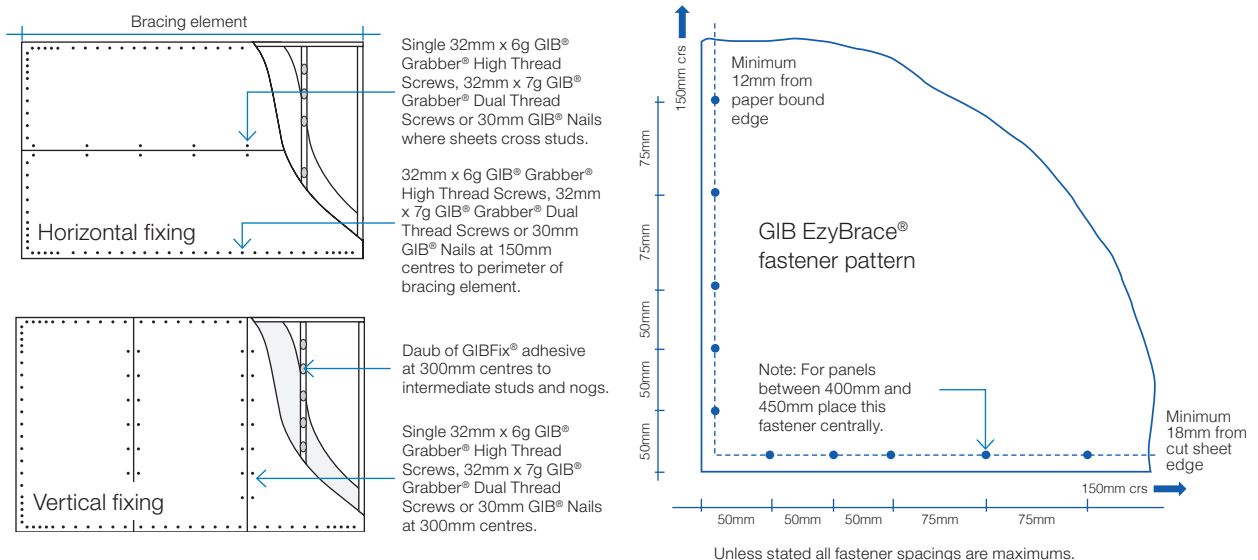 Bracing element
Single 32mm x 6g GIB®
Grabber® High Thread
Screws, 32mm x 7g GIB®
Grabber® Dual Thread
Screws or 30mm GIB® Nails
where sheets cross studs.
32mm x 6g GIB® Grabber®
High Thread Screws, 32mm
x 7g GIB® Grabber® Dual
Thread Screws or 30mm
GIB® Nails at 150mm
centres to perimeter of
bracing element.
Horizontal fixing
Daub of GIBFix® adhesive
at 300mm centres to
intermediate studs and nogs.
Single 32mm x 6g GIB®
Grabber® High Thread
Screws, 32mm x 7g GIB®
Grabber® Dual Thread
Screws or 30mm GIB® Nails
at 300mm centres.
Vertical fixing
150mm crs
Minimum
12mm from
paper bound
edge
75mm
75mm
50mm
50mm
50mm
GIB EzyBrace®
fastener pattern
Note: For panels
between 400mm and
450mm place this
fastener centrally.
Minimum
18mm from
cut sheet
edge
150mm crs
50mm
50mm
50mm
75mm
75mm
Unless stated all fastener spacings are maximums.